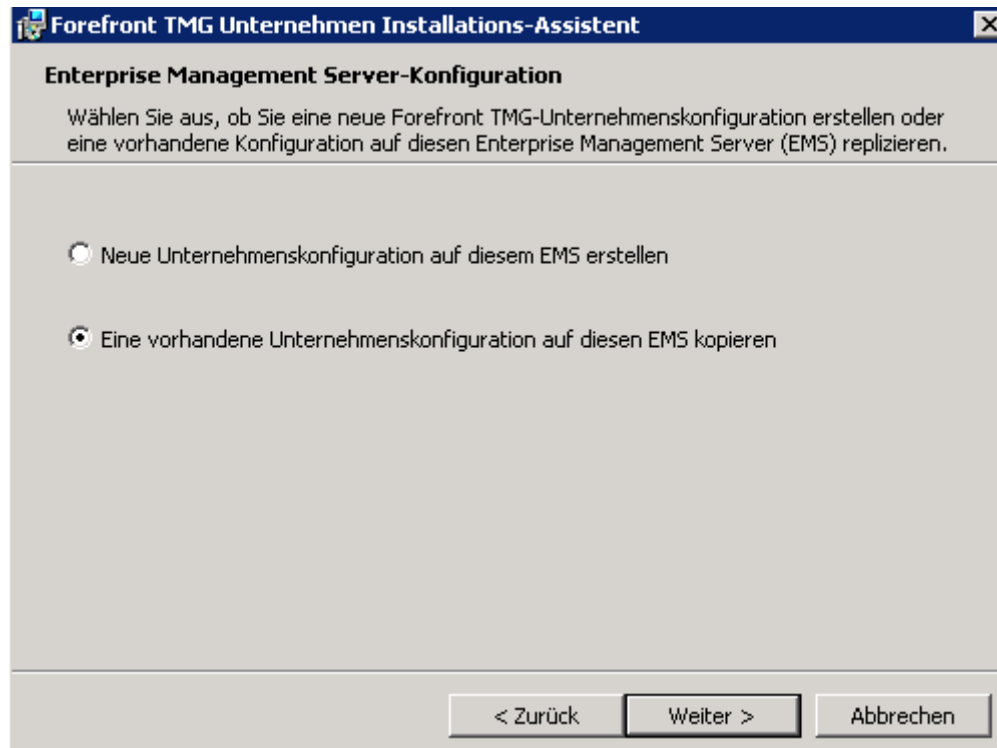 Forefront TMG Unternehmen Installations-Assistent
Enterprise Management Server-Konfiguration
Wählen Sie aus, ob Sie eine neue Forefront TMG-Unternehmenskonfiguration erstellen oder
eine vorhandene Konfiguration auf diesen Enterprise Management Server (EMS) replizieren.
Neue Unternehmenskonfiguration auf diesem EMS erstellen
Eine vorhandene Unternehmenskonfiguration auf diesen EMS kopieren
< Zurück Weiter > Abbrechen